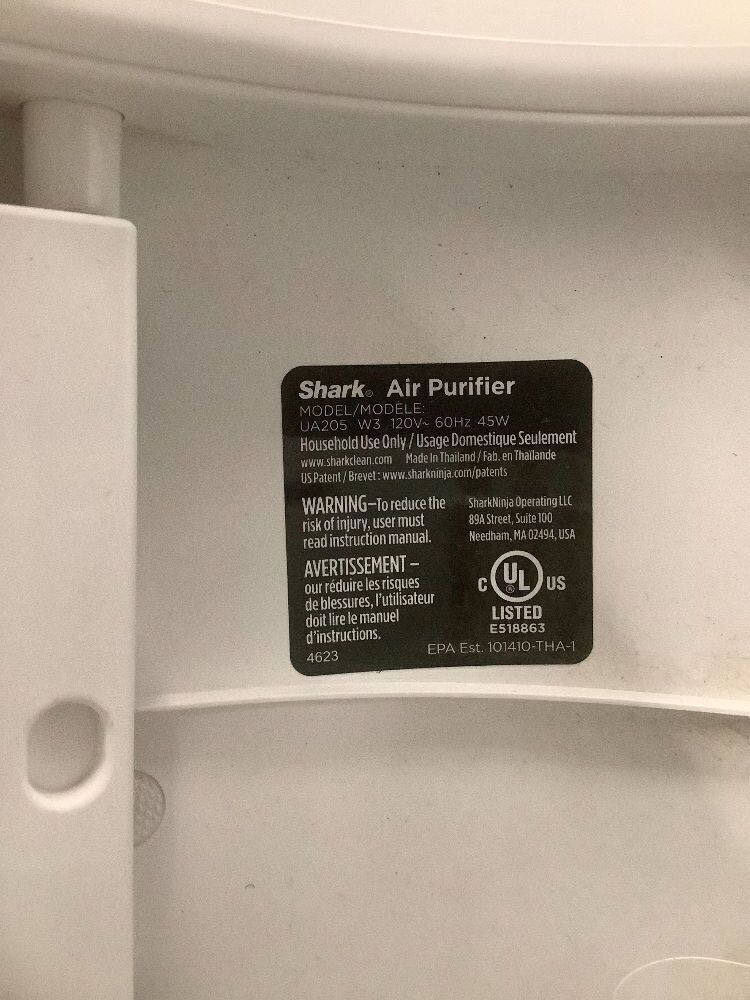 Shark® Air Purifier
MODEL/MODÈLE:
UA205 W3 120V~ 60Hz 45W
Household Use Only / Usage Domestique Seulement
www.sharkclean.com Made In Thailand / Fab. en Thaïlande
US Patent / Brevet : www.sharkninja.com/patents
WARNING–To reduce the
risk of injury, user must
read instruction manual.
AVERTISSEMENT –
our réduire les risques
de blessures, l'utilisateur
doit lire le manuel
d'instructions.
4623
SharkNinja Operating LLC
89A Street, Suite 100
Needham, MA 02494, USA
C UL® US
LISTED
E518863
EPA Est. 101410-THA-1